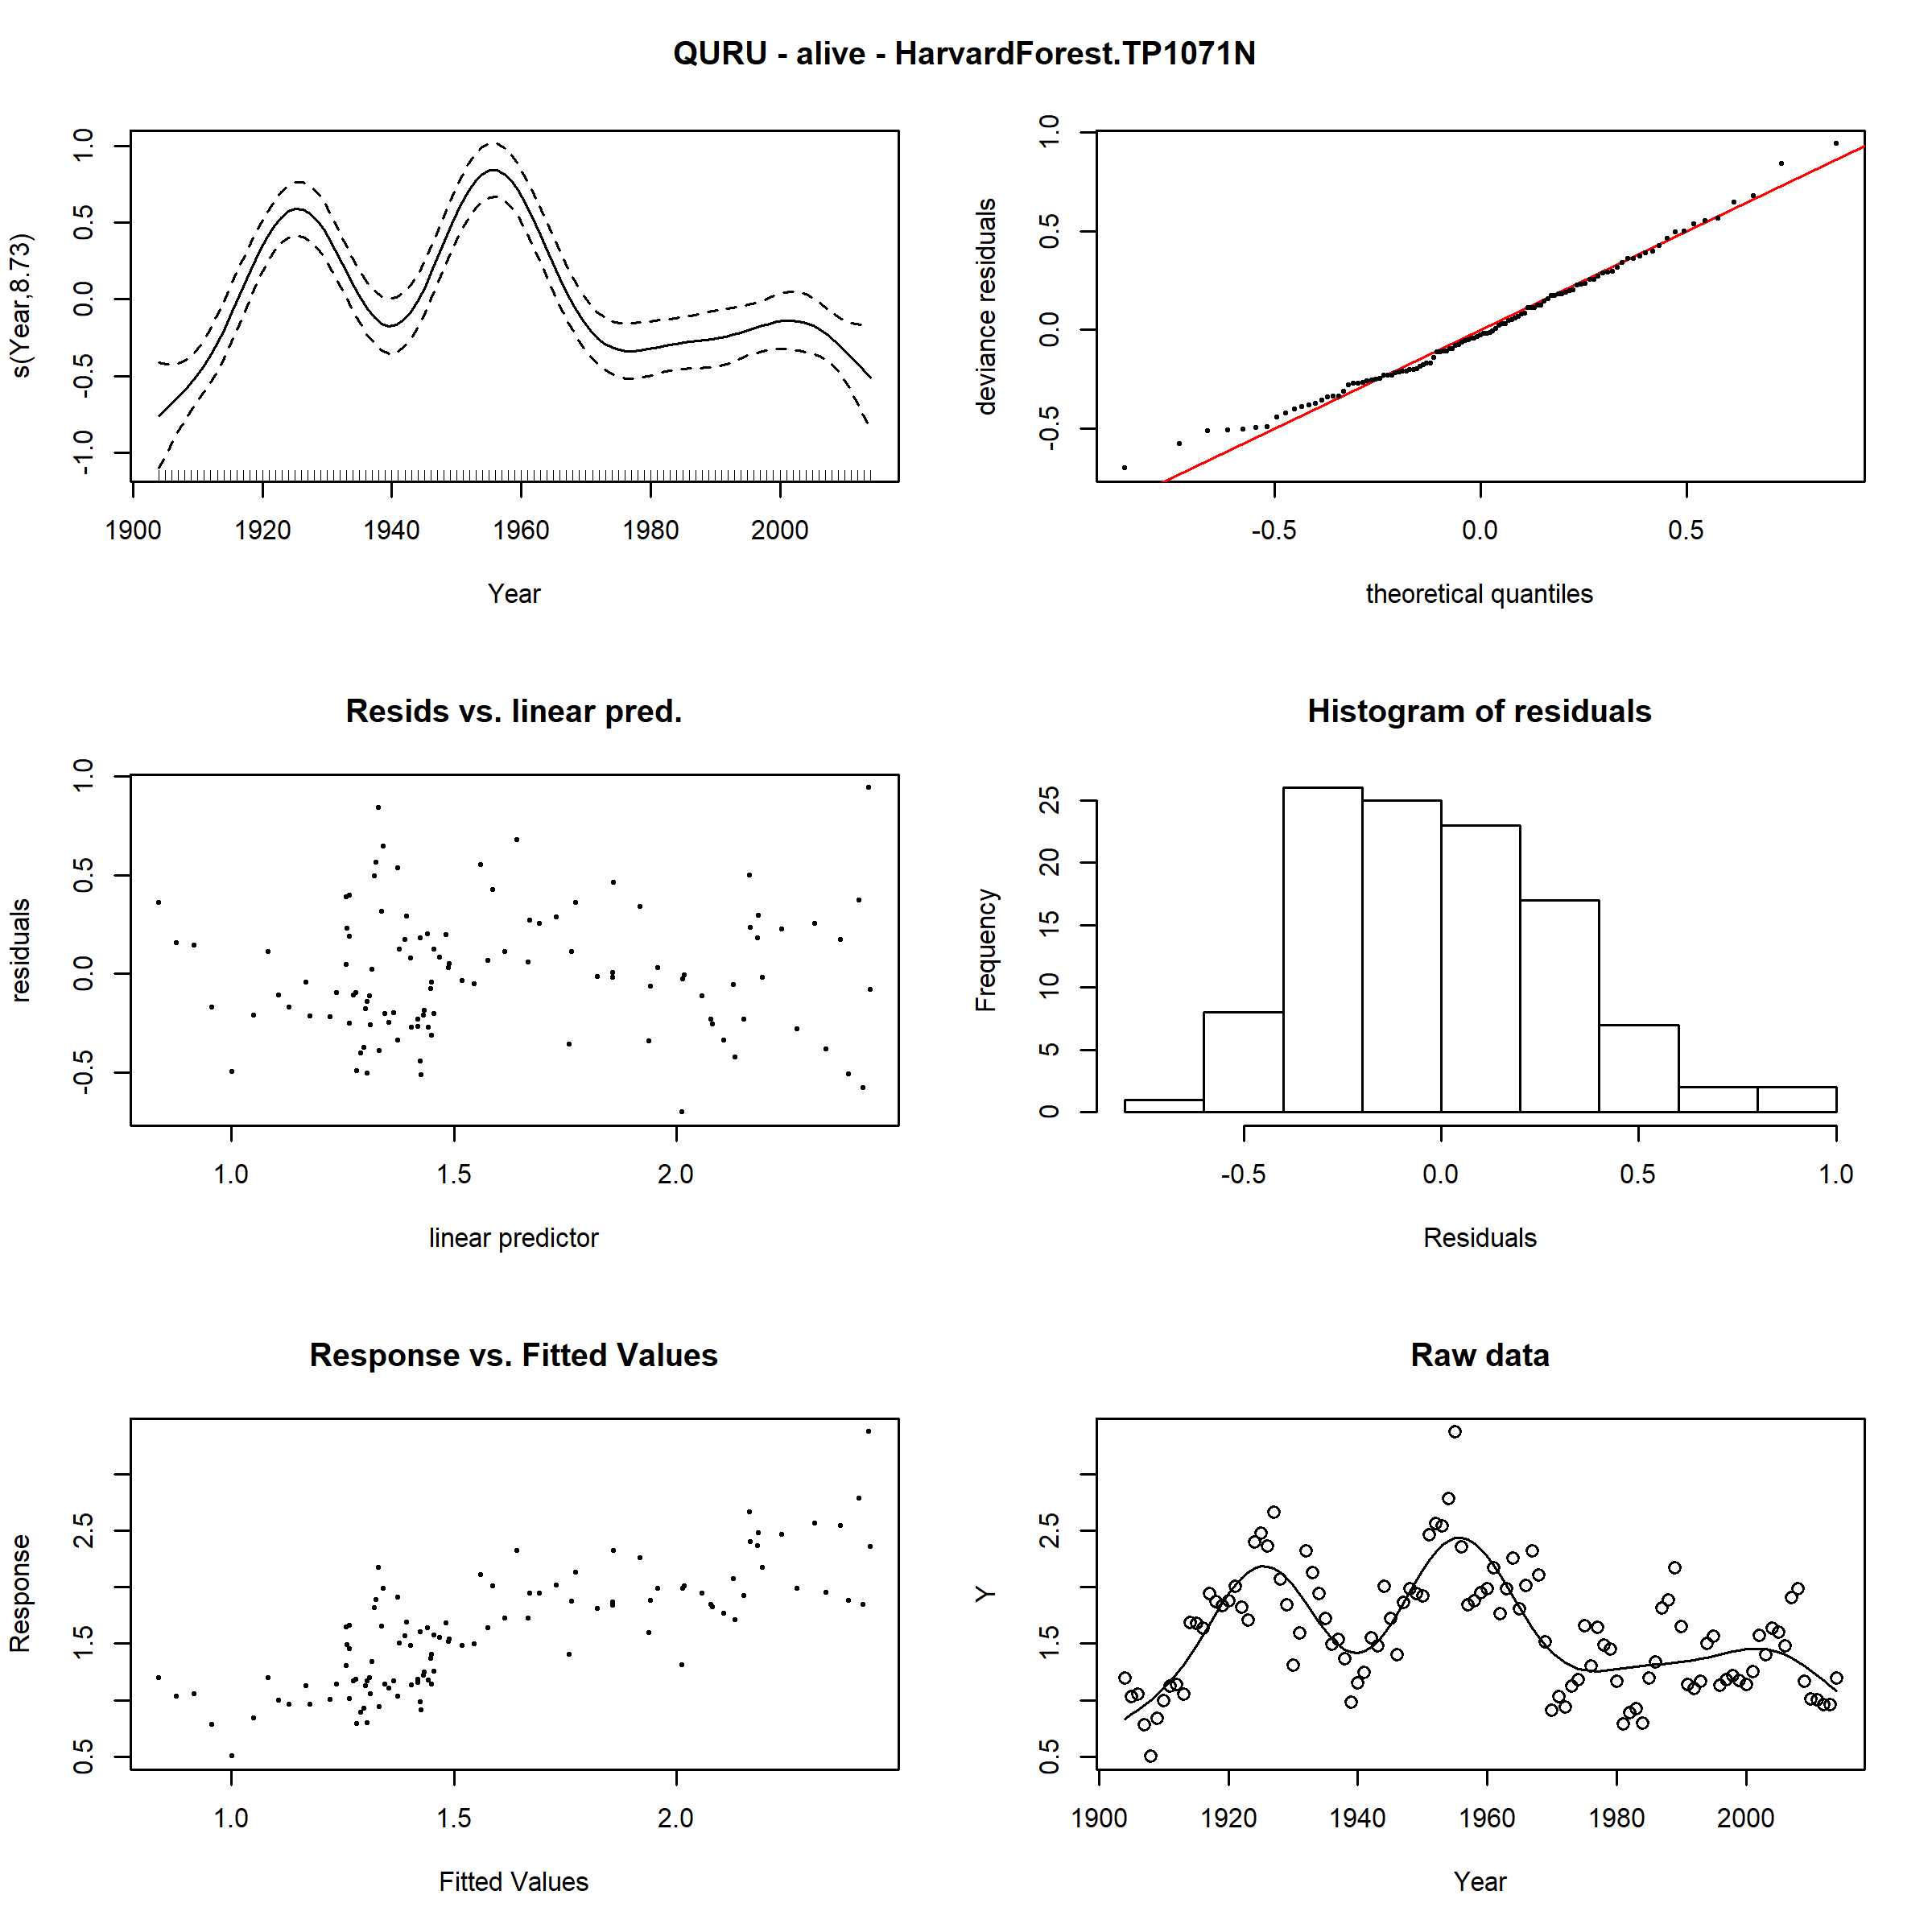 QURU - alive - HarvardForest.TP1071N
s(Year,8.73)
1.0
0.5
0.0
-0.5
-1.0
1900 1920 1940 1960 1980 2000
Year
deviance residuals
1.0
0.5
0.0
-0.5
-0.5 0.0 0.5
theoretical quantiles
Resids vs. linear pred.
residuals
1.0
0.5
0.0
-0.5
1.0 1.5 2.0
linear predictor
Histogram of residuals
Frequency
25
20
15
10
5
0
-0.5 0.0 0.5 1.0
Residuals
Response vs. Fitted Values
Response
2.5
1.5
0.5
1.0 1.5 2.0
Fitted Values
Raw data
Y
2.5
1.5
0.5
1900 1920 1940 1960 1980 2000
Year